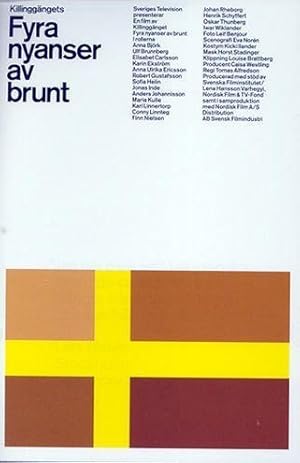 Killinggängets
Fyra
nyanser
av
brunt
Sveriges Television
presenterar
En film av
Killinggänget
Fyra nyanser av brunt
I rollerna
Anna Björk
Ulf Brunnberg
Elisabet Carlsson
Karin Ekström
Anna Ulrika Ericsson
Robert Gustafsson
Sofia Helin
Jonas Inde
Anders Johannisson
Maria Kulle
Karl Linnertorp
Conny Linnteg
Finn Nielsen
Johan Rheborg
Henrik Schyffert
Oskar Thunberg
Iwar Wiklander
Foto Leif Benjour
Scenografi Eva Norén
Kostym Kicki Ilander
Mask Horst Stadlinger
Klippning Louise Brattberg
Producent Caisa Westling
Regi Tomas Alfredson
Producerad med stöd av
Svenska Filminstitutet/
Lena Hansson Varhegyi,
Nordisk Film & TV-Fond
samt i samproduktion
med Nordisk Film A/S
Distribution
AB Svensk Filmindustri